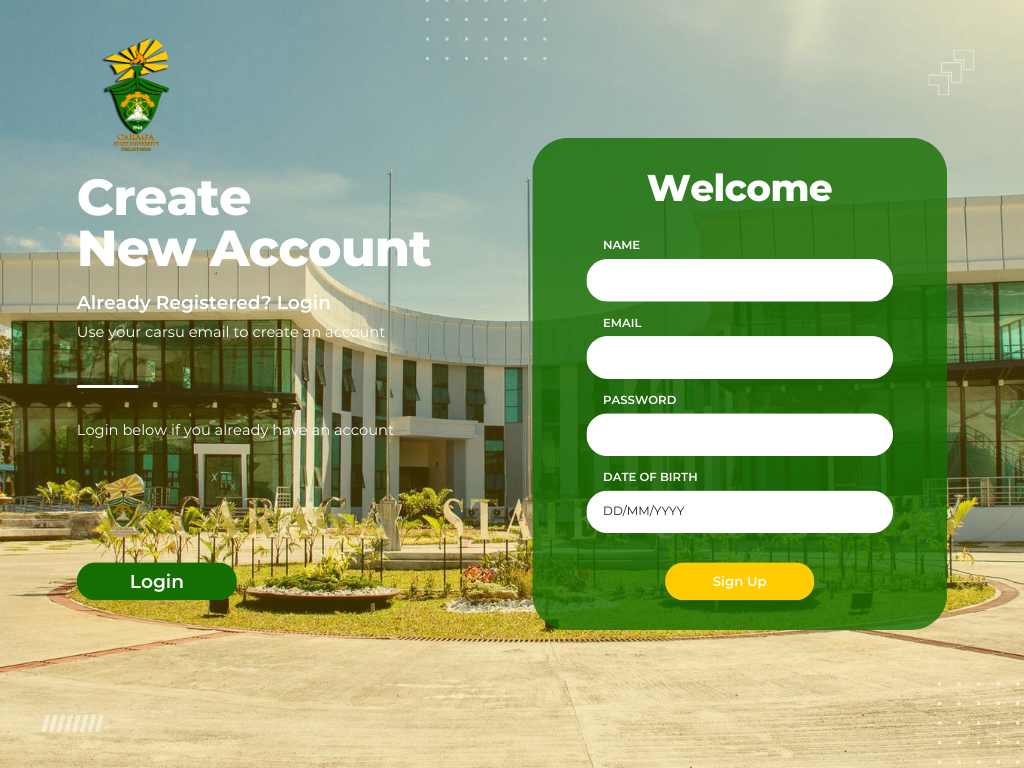 CARAGA
STATE UNIVERSITY
Create
New Account
Already Registered? Login
Use your carsu email to create an account
Login below if you already have an account
CARAGA STATE
Login
Welcome
NAME
EMAIL
PASSWORD
DATE OF BIRTH
DD/MM/YYYY
Sign Up